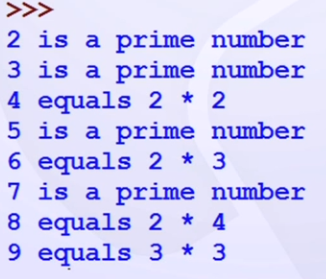 >>>
2 is a prime number
3 is a prime number
4 equals 2 * 2
5 is a prime number
6 equals 2 * 3
7 is a prime number
8 equals 2 * 4
9 equals 3 * 3